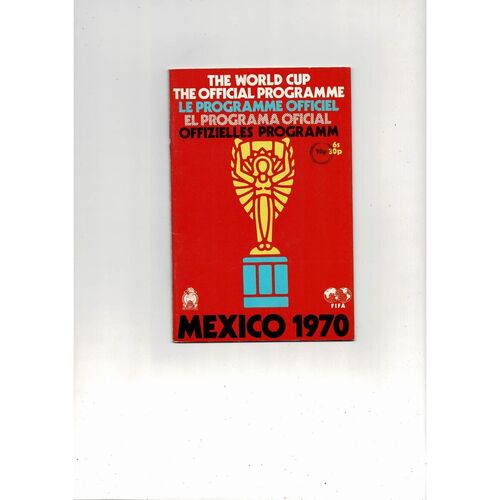 THE WORLD CUP
THE OFFICIAL PROGRAMME
LE PROGRAMME OFFICIEL
EL PROGRAMA OFICIAL
OFFIZIELLES PROGRAMM
6s
30p
MEXICO 1970
FIFA